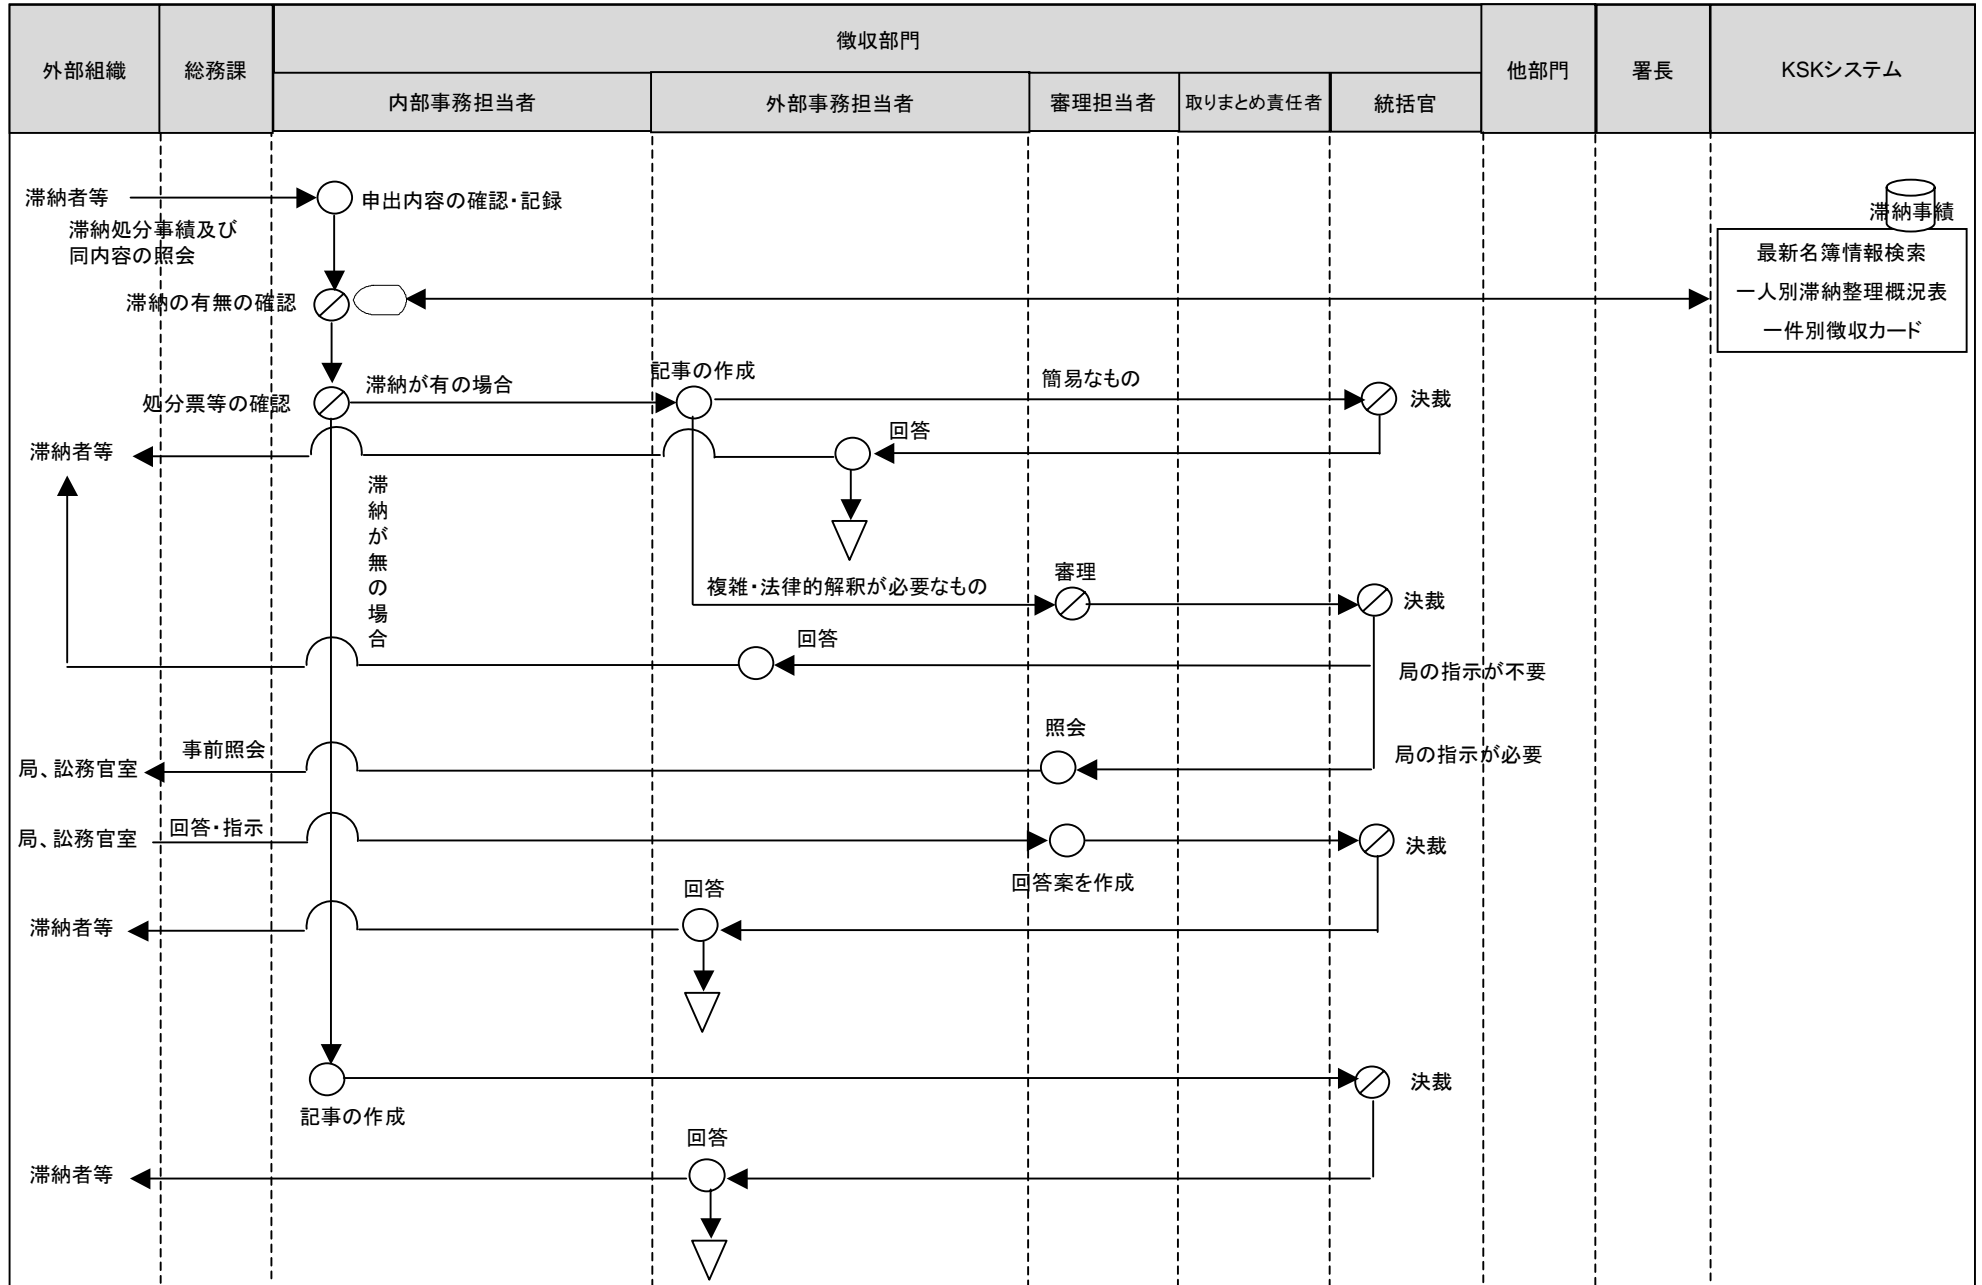 外部組織
総務課
徴収部門
内部事務担当者
外部事務担当者
審理担当者
取りまとめ責任者
統括官
他部門
署長
KSKシステム
滞納者等
申出内容の確認・記録
滞納処分事績及び
同内容の照会
滞納事績
最新名簿情報検索
一人別滞納整理概況表
一件別徴収カード
滞納の有無の確認
処分票等の確認
滞納が有の場合
記事の作成
簡易なもの
決裁
滞納者等
回答
滞納が無の場合
複雑・法律的解釈が必要なもの
審理
決裁
回答
局の指示が不要
照会
局の指示が必要
局、訟務官室
事前照会
局、訟務官室
回答・指示
回答案を作成
決裁
回答
滞納者等
記事の作成
決裁
回答
滞納者等